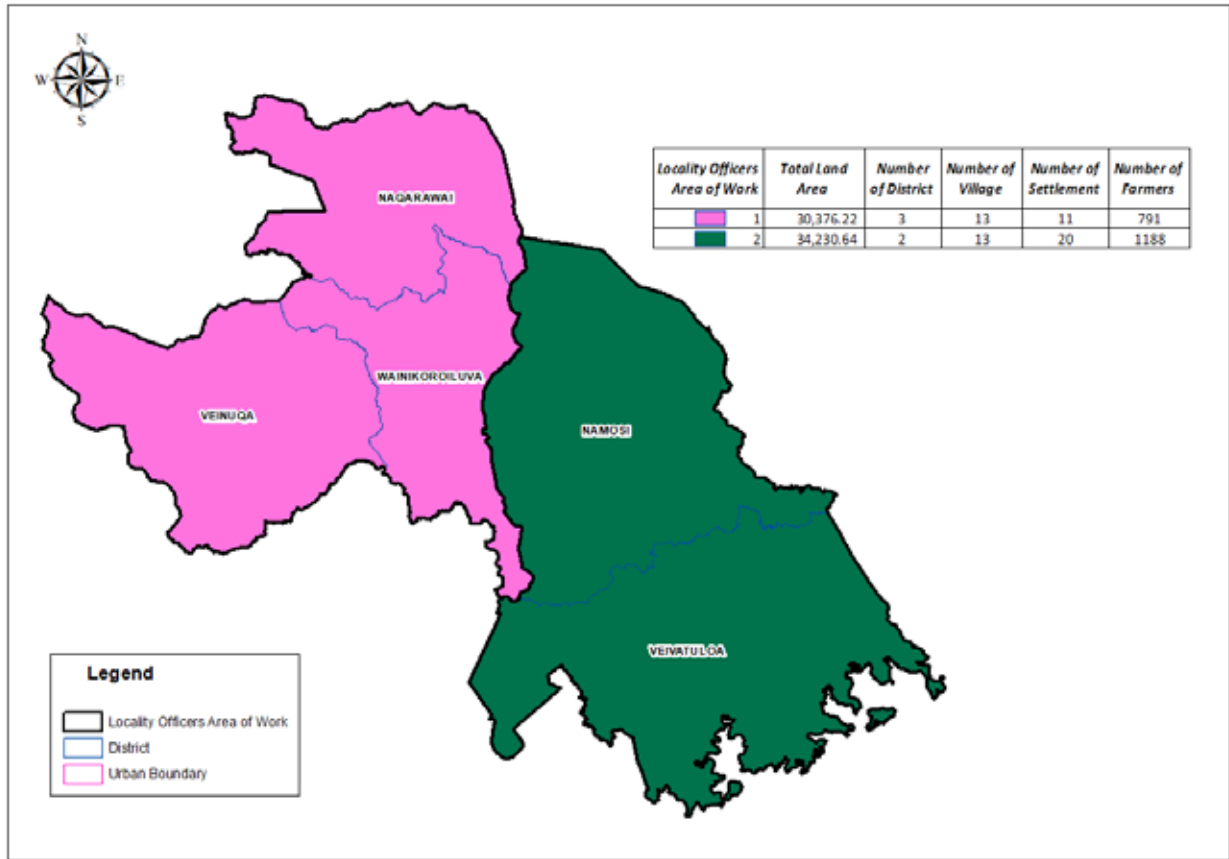 N
W E
S
Locality Officers Area of Work Total Land Area Number of District Number of Village Number of Settlement Number of Farmers
1 30,376.22 3 13 11 791
2 34,230.64 2 13 20 1188
NAQARAWAI
WAINIKOROILUVA
VEINUQA
NAMOSI
VEIVATULOA
Legend
Locality Officers Area of Work
District
Urban Boundary